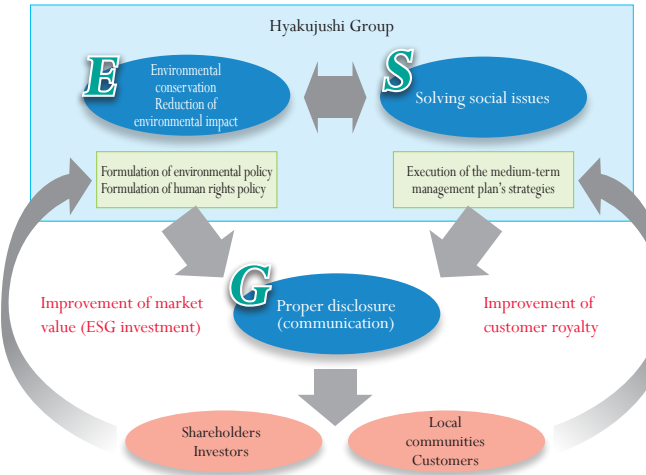 Hyakujushi Group
E
Environmental
conservation
Reduction of
environmental impact
S
Solving social issues
Formulation of environmental policy
Formulation of human rights policy
Execution of the medium-term
management plan's strategies
G
Proper disclosure
(communication)
Improvement of market
value (ESG investment)
Improvement of
customer royalty
Shareholders
Investors
Local
communities
Customers